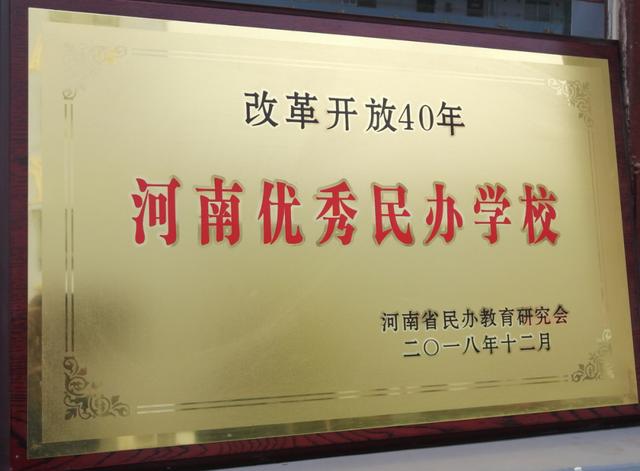 改革开放40年
河南优秀民办学校
河南省民办教育研究会
二〇一八年十二月